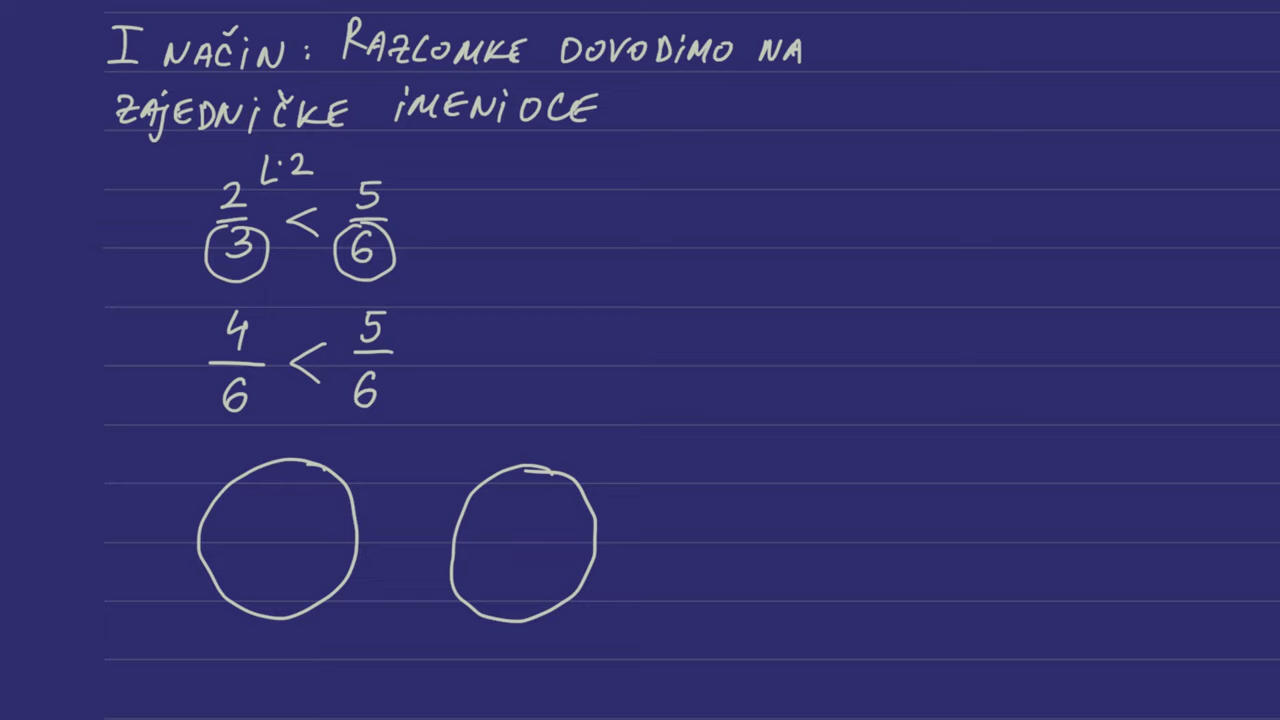 I NAČIN: RAZLOMKE DOVODIMO NA
ZAJEDNIČKE IMENIOCE
2/3 L·2 < 5/6
4/6 < 5/6